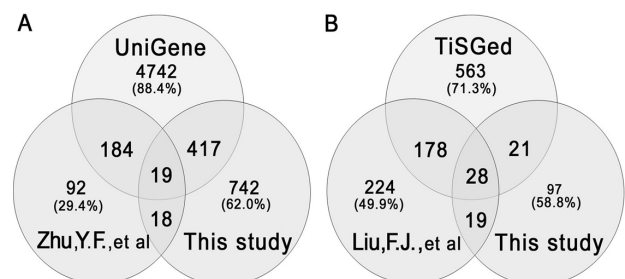 A
UniGene
4742
(88.4%)
184
417
19
92
(29.4%)
742
(62.0%)
18
Zhu,Y.F.,et al
This study
B
TiSGed
563
(71.3%)
178
21
28
224
(49.9%)
97
(58.8%)
19
Liu,F.J.,et al
This study